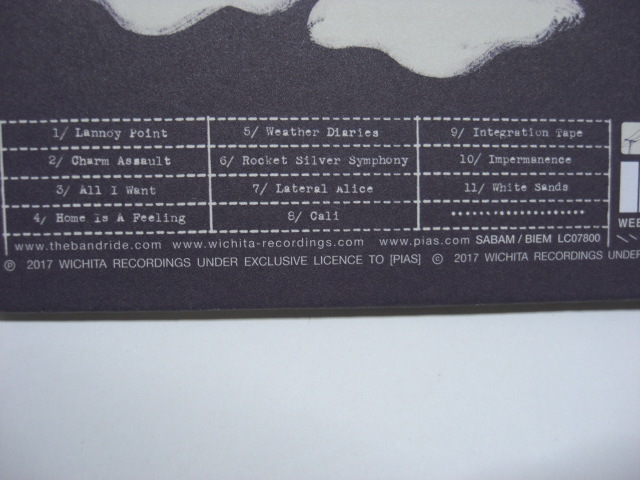 1/ Lannoy Point
2/ Charm Assault
3/ All I Want
4/ Home Is A Feeling
5/ Weather Diaries
6/ Rocket Silver Symphony
7/ Lateral Alice
8/ Cali
9/ Integration Tape
10/ Impermanence
11/ White Sands
www.thebandride.com www.wichita-recordings.com www.pias.com SABAM / BIEM LC07800
℗ 2017 WICHITA RECORDINGS UNDER EXCLUSIVE LICENCE TO [PIAS] © 2017 WICHITA RECORDINGS UNDER